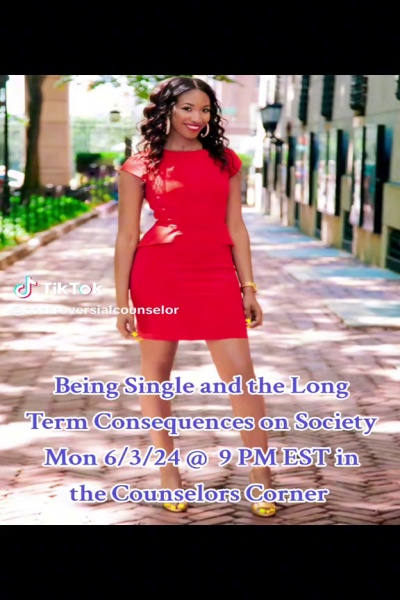 TikTok
Being Single and the Long
Term Consequences on Society
Mon 6/3/24 @ 9 PM EST in
the Counselors Corner